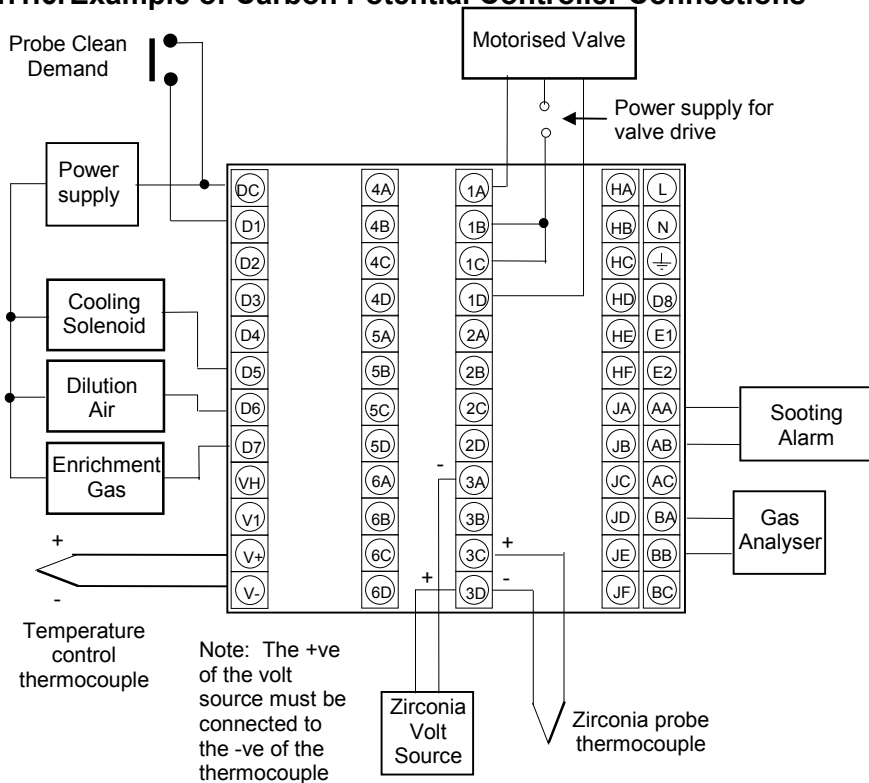 Example of Carbon Potential Controller Connections
Probe Clean
Demand
Motorised Valve
Power supply for
valve drive
Power
supply
Cooling
Solenoid
Dilution
Air
Enrichment
Gas
+
-
Temperature
control
thermocouple
DC
D1
D2
D3
D4
D5
D6
D7
VH
V1
V+
V-
4A
4B
4C
4D
5A
5B
5C
5D
6A
6B
6C
6D
1A
1B
1C
1D
2A
2B
2C
2D
3A
3B
3C
3D
-
+
+
-
HA
HB
HC
HD
HE
HF
JA
JB
JC
JD
JE
JF
L
N
D8
E1
E2
AA
AB
AC
BA
BB
BC
Sooting
Alarm
Gas
Analyser
Note: The +ve
of the volt
source must be
connected to
the -ve of the
thermocouple
Zirconia
Volt
Source
Zirconia probe
thermocouple